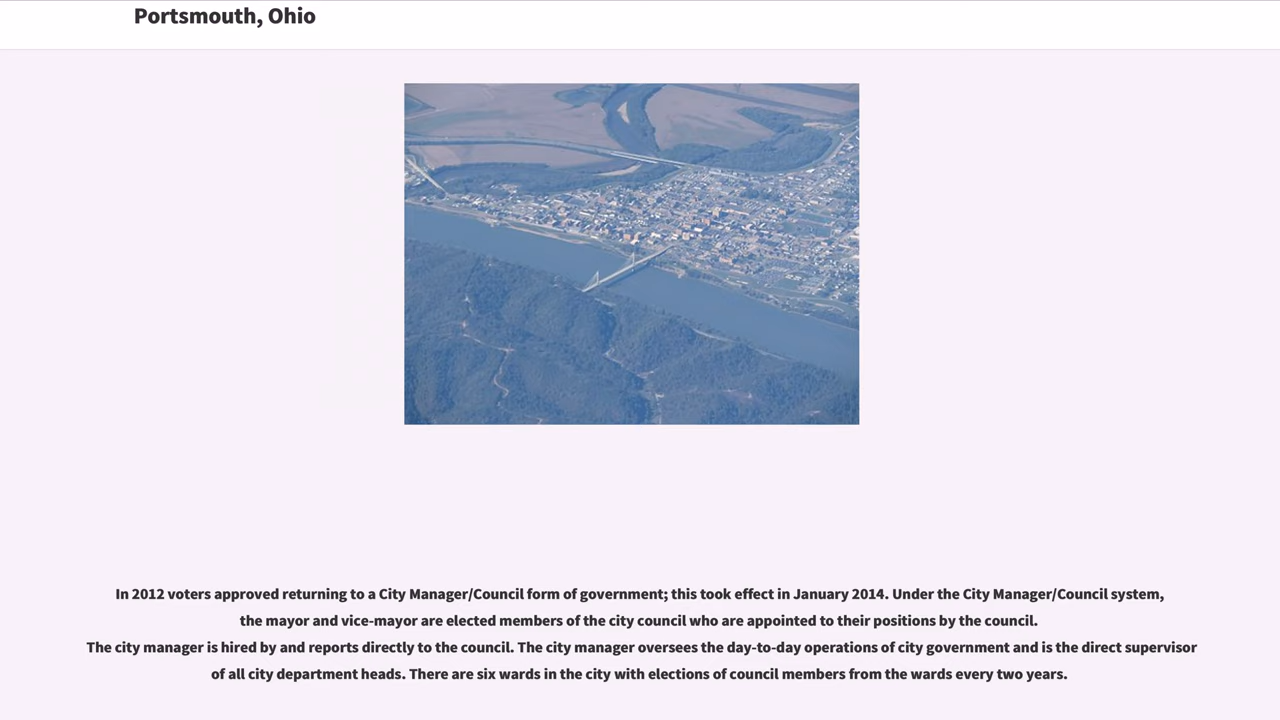 Portsmouth, Ohio
In 2012 voters approved returning to a City Manager/Council form of government; this took effect in January 2014. Under the City Manager/Council system,
the mayor and vice-mayor are elected members of the city council who are appointed to their positions by the council.
The city manager is hired by and reports directly to the council. The city manager oversees the day-to-day operations of city government and is the direct supervisor
of all city department heads. There are six wards in the city with elections of council members from the wards every two years.